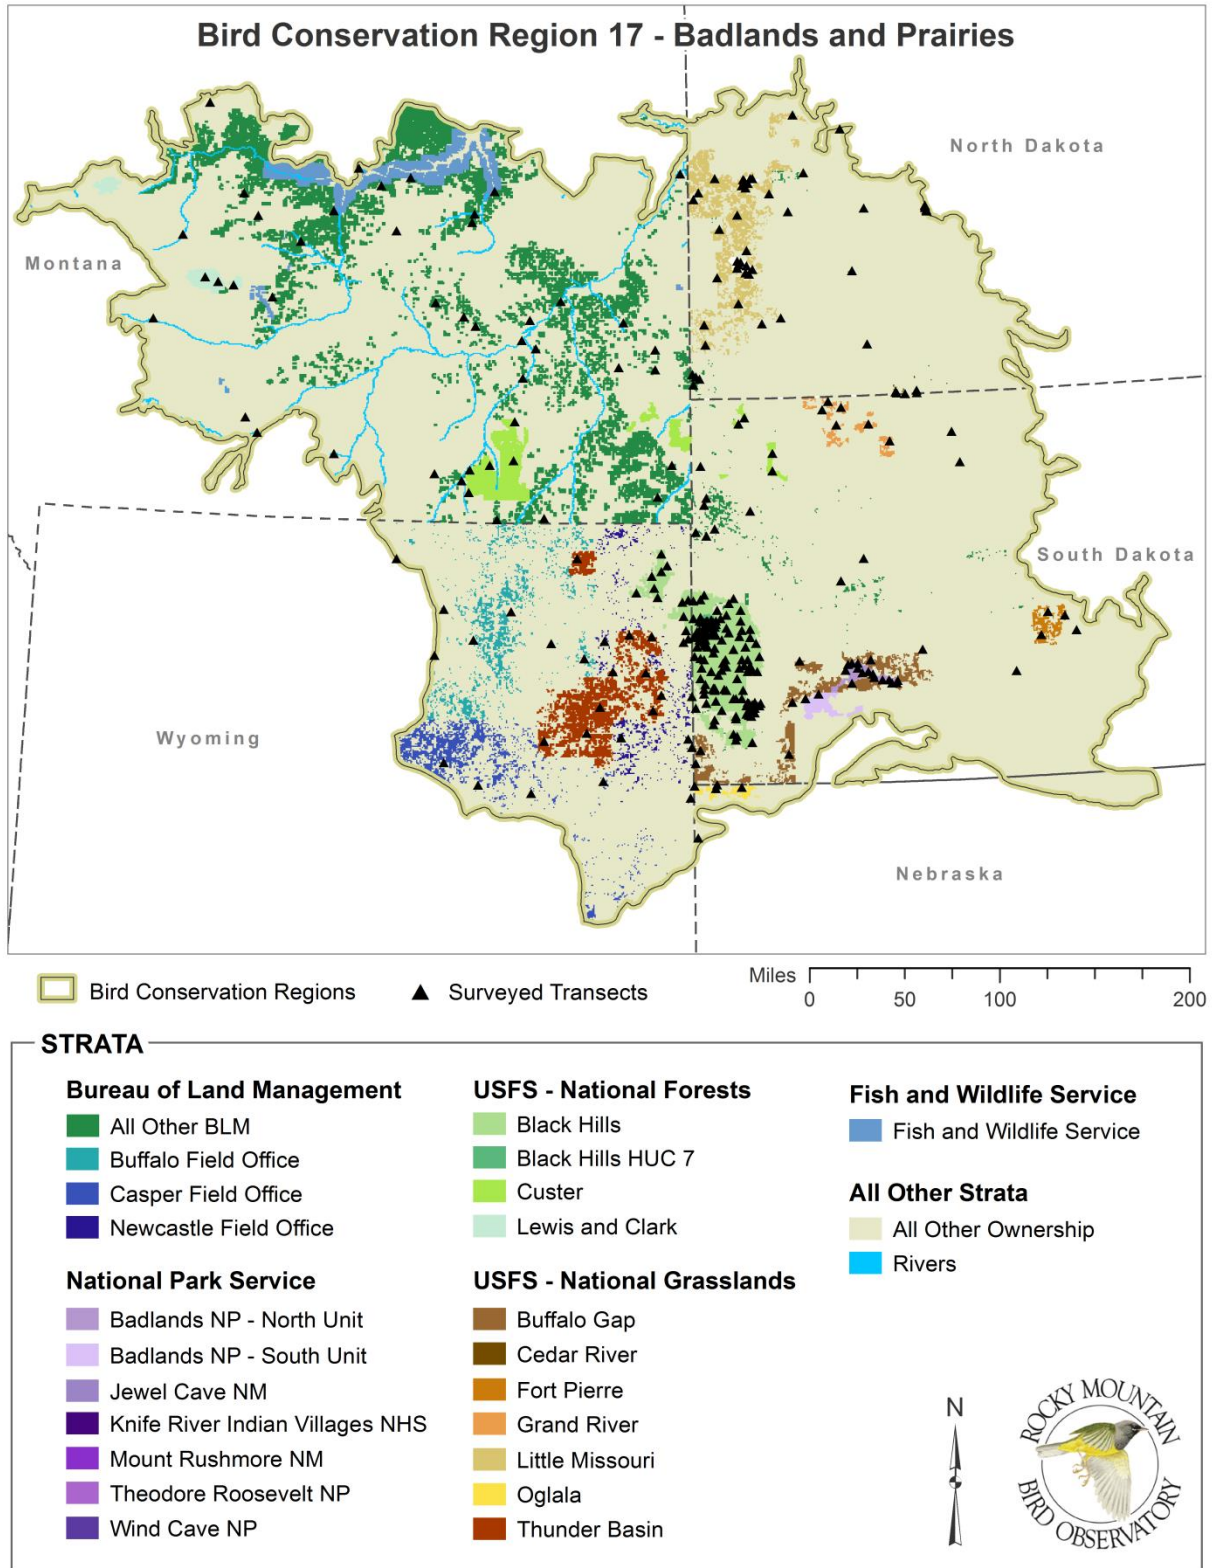 Bird Conservation Region 17 - Badlands and Prairies
North Dakota
Montana
South Dakota
Wyoming
Nebraska
Bird Conservation Regions
Surveyed Transects
Miles
0 50 100 200
STRATA
Bureau of Land Management
All Other BLM
Buffalo Field Office
Casper Field Office
Newcastle Field Office
National Park Service
Badlands NP - North Unit
Badlands NP - South Unit
Jewel Cave NM
Knife River Indian Villages NHS
Mount Rushmore NM
Theodore Roosevelt NP
Wind Cave NP
USFS - National Forests
Black Hills
Black Hills HUC 7
Custer
Lewis and Clark
USFS - National Grasslands
Buffalo Gap
Cedar River
Fort Pierre
Grand River
Little Missouri
Oglala
Thunder Basin
Fish and Wildlife Service
Fish and Wildlife Service
All Other Strata
All Other Ownership
Rivers
N
ROCKY MOUNTAIN
BIRD OBSERVATORY